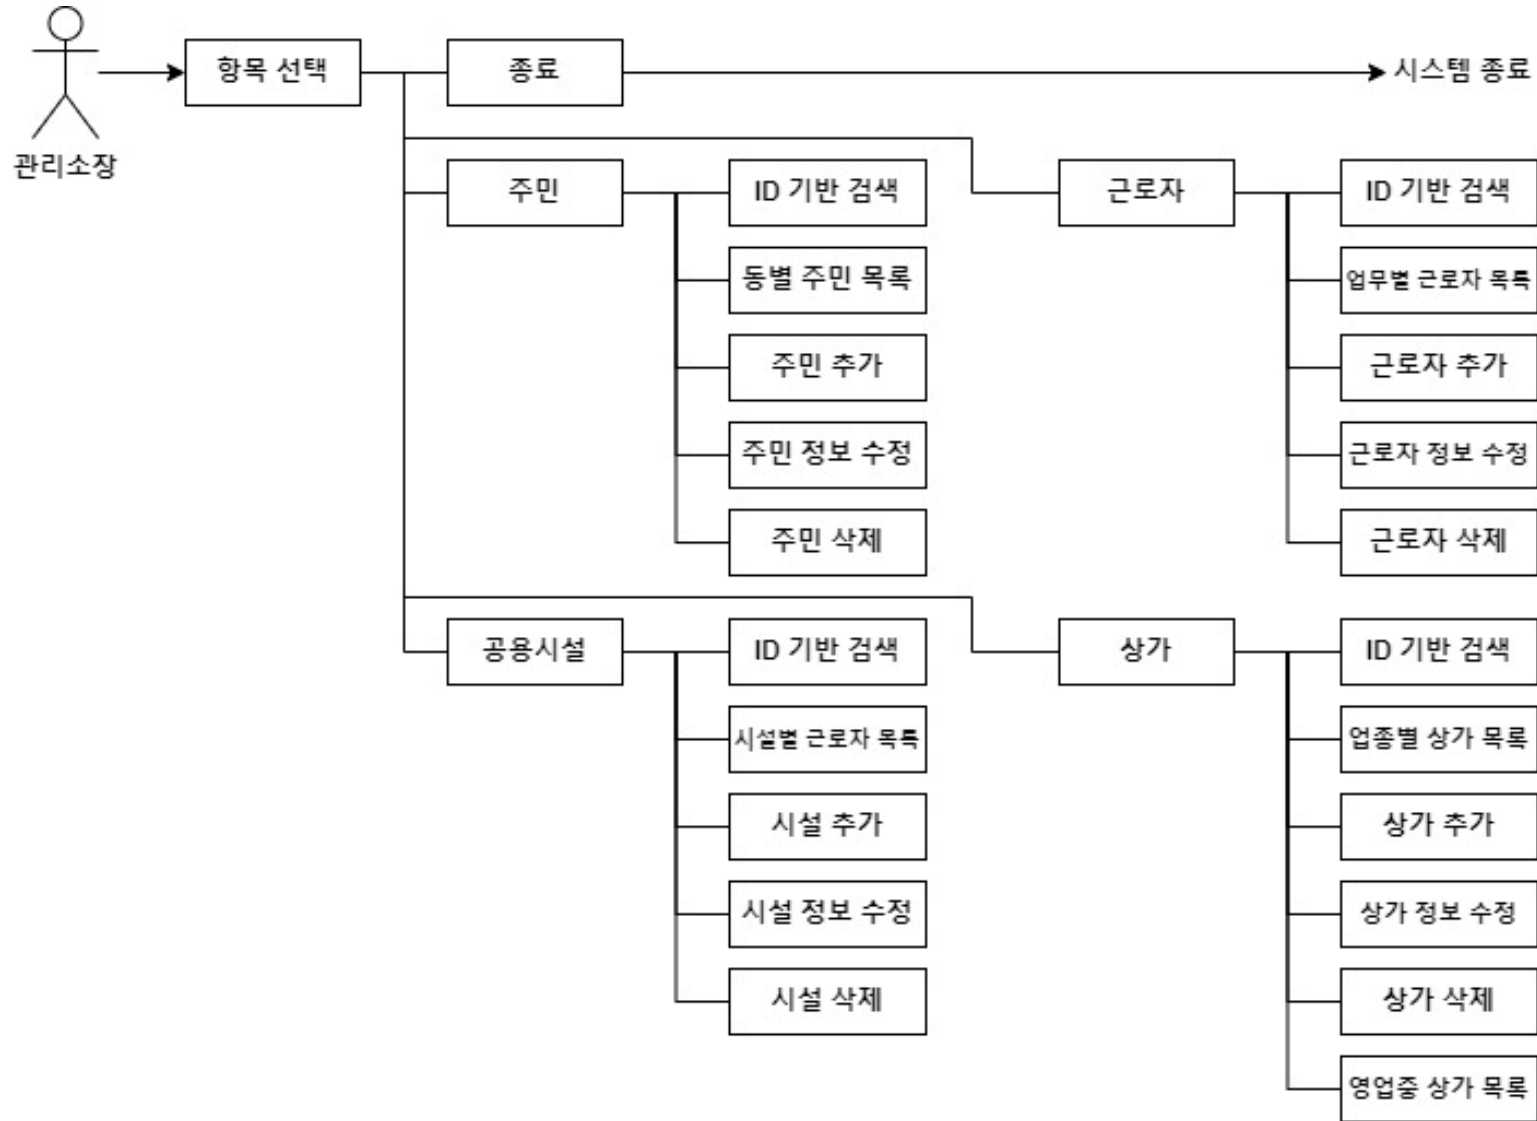 항목 선택
종료
시스템 종료
관리소장
주민
ID 기반 검색
동별 주민 목록
주민 추가
주민 정보 수정
주민 삭제
근로자
ID 기반 검색
업무별 근로자 목록
근로자 추가
근로자 정보 수정
근로자 삭제
공용시설
ID 기반 검색
시설별 근로자 목록
시설 추가
시설 정보 수정
시설 삭제
상가
ID 기반 검색
업종별 상가 목록
상가 추가
상가 정보 수정
상가 삭제
영업중 상가 목록